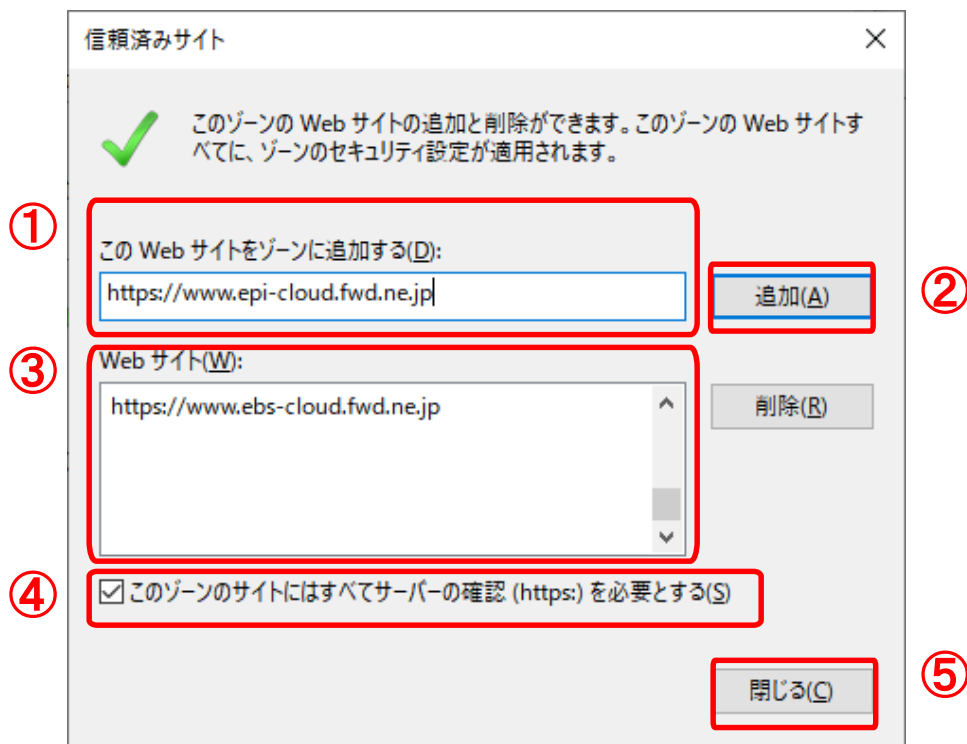 信頼済みサイト
このゾーンの Web サイトの追加と削除ができます。このゾーンの Web サイトす
べてに、ゾーンのセキュリティ設定が適用されます。
①
この Web サイトをゾーンに追加する(D):
https://www.epi-cloud.fwd.ne.jp
追加(A)
②
③
Web サイト(W):
https://www.ebs-cloud.fwd.ne.jp
削除(R)
④
このゾーンのサイトにはすべてサーバーの確認 (https:) を必要とする(S)
⑤
閉じる(C)